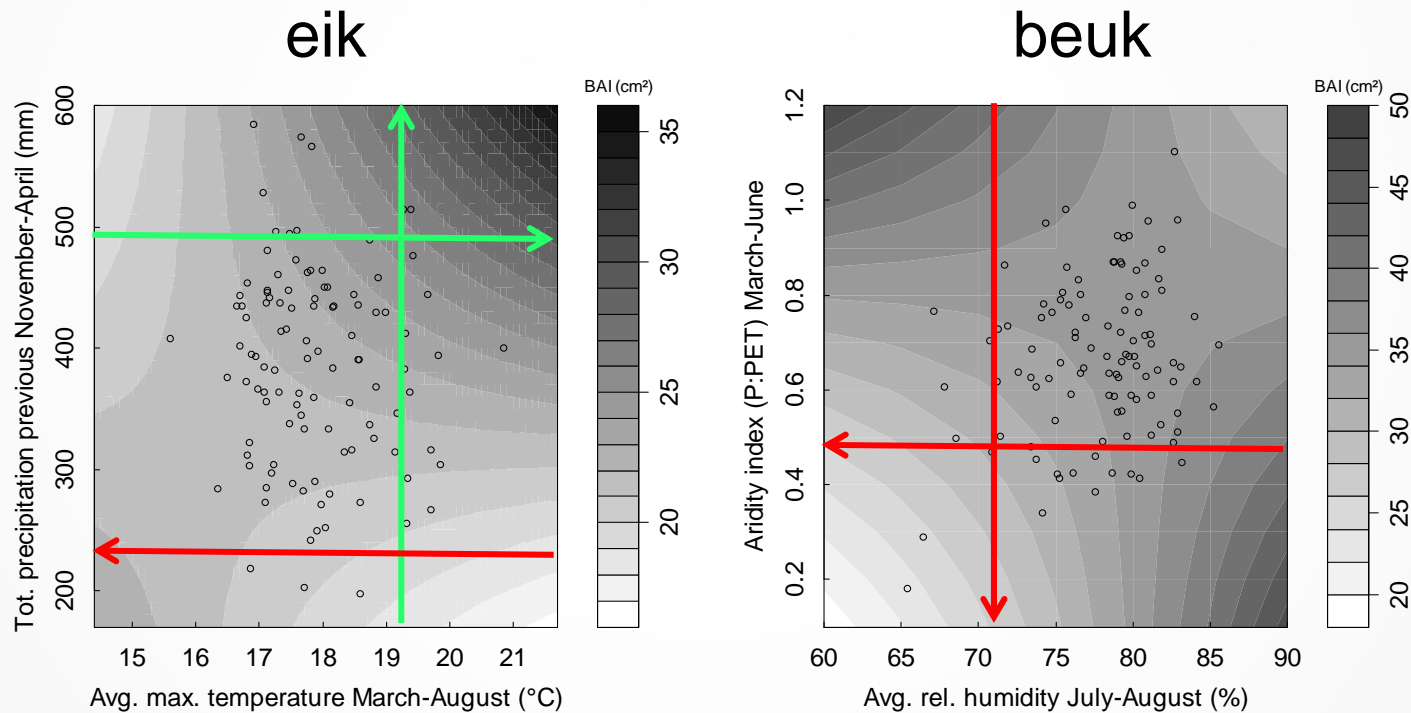 eik
beuk
BAI (cm²)
Tot. precipitation previous November-April (mm)
600
500
400
300
200
15 16 17 18 19 20 21
Avg. max. temperature March-August (°C)
35
30
25
20
BAI (cm²)
Aridity index (P:PET) March-June
1.2
1.0
0.8
0.6
0.4
0.2
60 65 70 75 80 85 90
Avg. rel. humidity July-August (%)
50
45
40
35
30
25
20